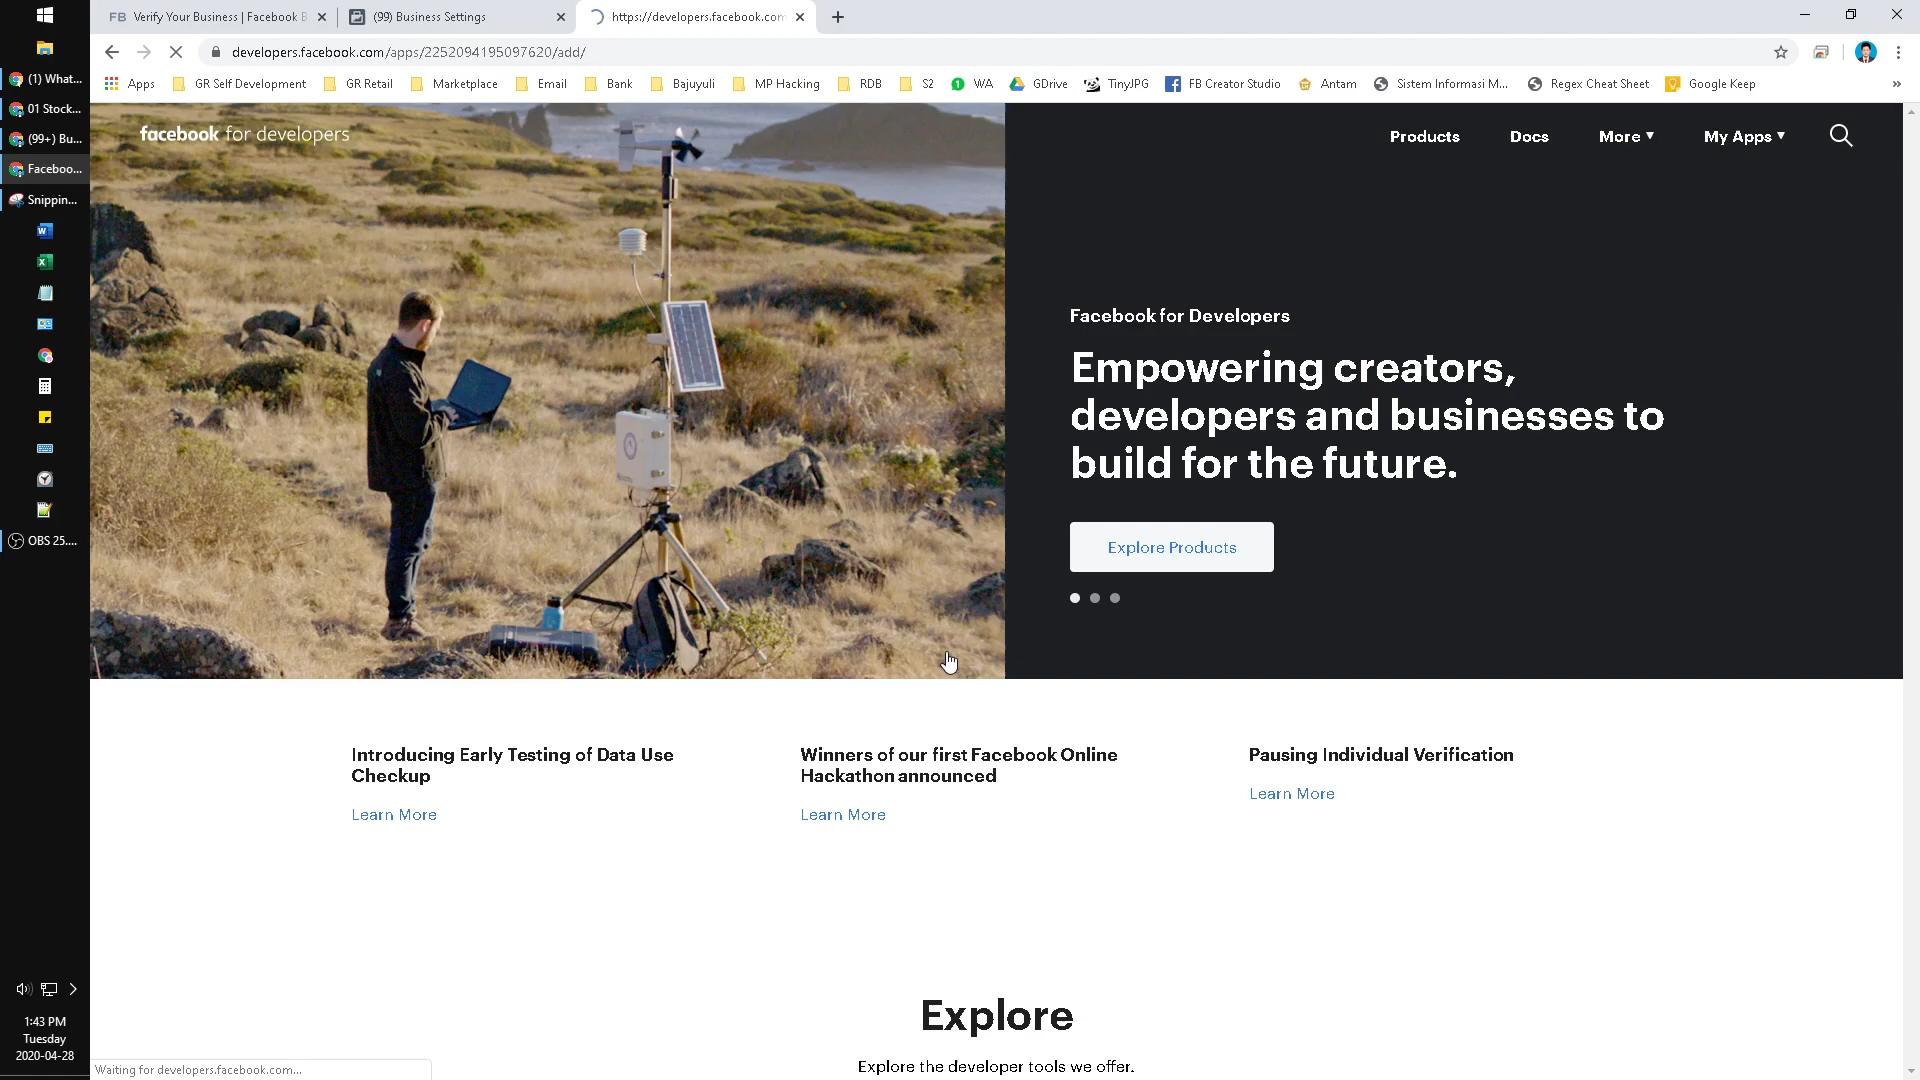 FB Verify Your Business | Facebook B
(99) Business Settings
https://developers.facebook.com
developers.facebook.com/apps/2252094195097620/add/
Apps GR Self Development GR Retail Marketplace Email Bank Bajuyuli MP Hacking RDB S2 WA GDrive TinyJPG FB Creator Studio Antam Sistem Informasi M... Regex Cheat Sheet Google Keep »
(1) What...
01 Stock...
(99+) Bu...
Faceboo...
Snippin...
OBS 25....
1:43 PM
Tuesday
2020-04-28
facebook for developers
Products Docs More My Apps
Facebook for Developers
Empowering creators,
developers and businesses to
build for the future.
Explore Products
Introducing Early Testing of Data Use
Checkup
Learn More
Winners of our first Facebook Online
Hackathon announced
Learn More
Pausing Individual Verification
Learn More
Explore
Explore the developer tools we offer.
Waiting for developers.facebook.com...